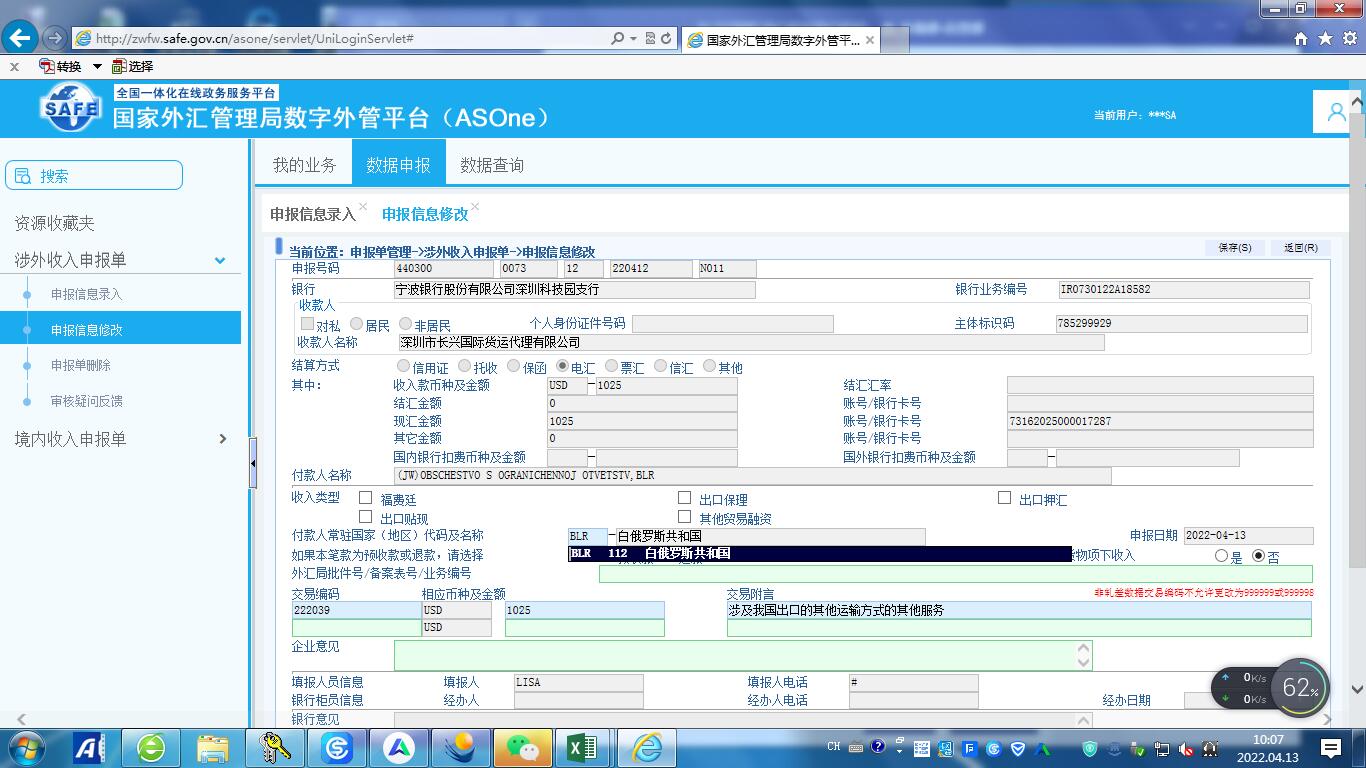 http://zwfw.safe.gov.cn/asone/servlet/UniLoginServlet#
国家外汇管理局数字外管平...
x 转换 选择
SAFE
全国一体化在线政务服务平台
国家外汇管理局数字外管平台（ASOne）
当前用户：***SA
搜索
我的业务 数据申报 数据查询
资源收藏夹
涉外收入申报单
申报信息录入
申报信息修改
申报单删除
审核疑问反馈
境内收入申报单
申报信息录入 申报信息修改
当前位置：申报单管理->涉外收入申报单->申报信息修改 保存(S) 返回(R)
申报号码 440300 0073 12 220412 N011
银行 宁波银行股份有限公司深圳科技园支行 银行业务编号 IR0730122A18582
收款人
对私 居民 非居民 个人身份证件号码 主体标识码 785299929
收款人名称 深圳市长兴国际货运代理有限公司
结算方式 信用证 托收 保函 电汇 票汇 信汇 其他
其中： 收入款币种及金额 USD －1025 结汇汇率
结汇金额 0 账号/银行卡号
现汇金额 1025 账号/银行卡号 73162025000017287
其它金额 0 账号/银行卡号
国内银行扣费币种及金额 － 国外银行扣费币种及金额 －
付款人名称 (JW)OBSCHESTVO S OGRANICHENNOJ OTVETSTV,BLR
收入类型 福费廷 出口保理 出口押汇
出口贴现 其他贸易融资
付款人常驻国家（地区）代码及名称 BLR －白俄罗斯共和国 申报日期 2022-04-13
如果本笔款为预收款或退款，请选择 BLR 112 白俄罗斯共和国 货物项下收入 是 否
外汇局批件号/备案表号/业务编号
交易编码 相应币种及金额 交易附言 非轧差数据交易编码不允许更改为999999或999998
222039 USD 1025 涉及我国出口的其他运输方式的其他服务
USD
企业意见
填报人员信息 填报人 LISA 填报人电话 #
银行柜员信息 经办人 经办人电话 经办日期
银行意见
0K/s
0K/s
62%
CH
10:07
2022.04.13